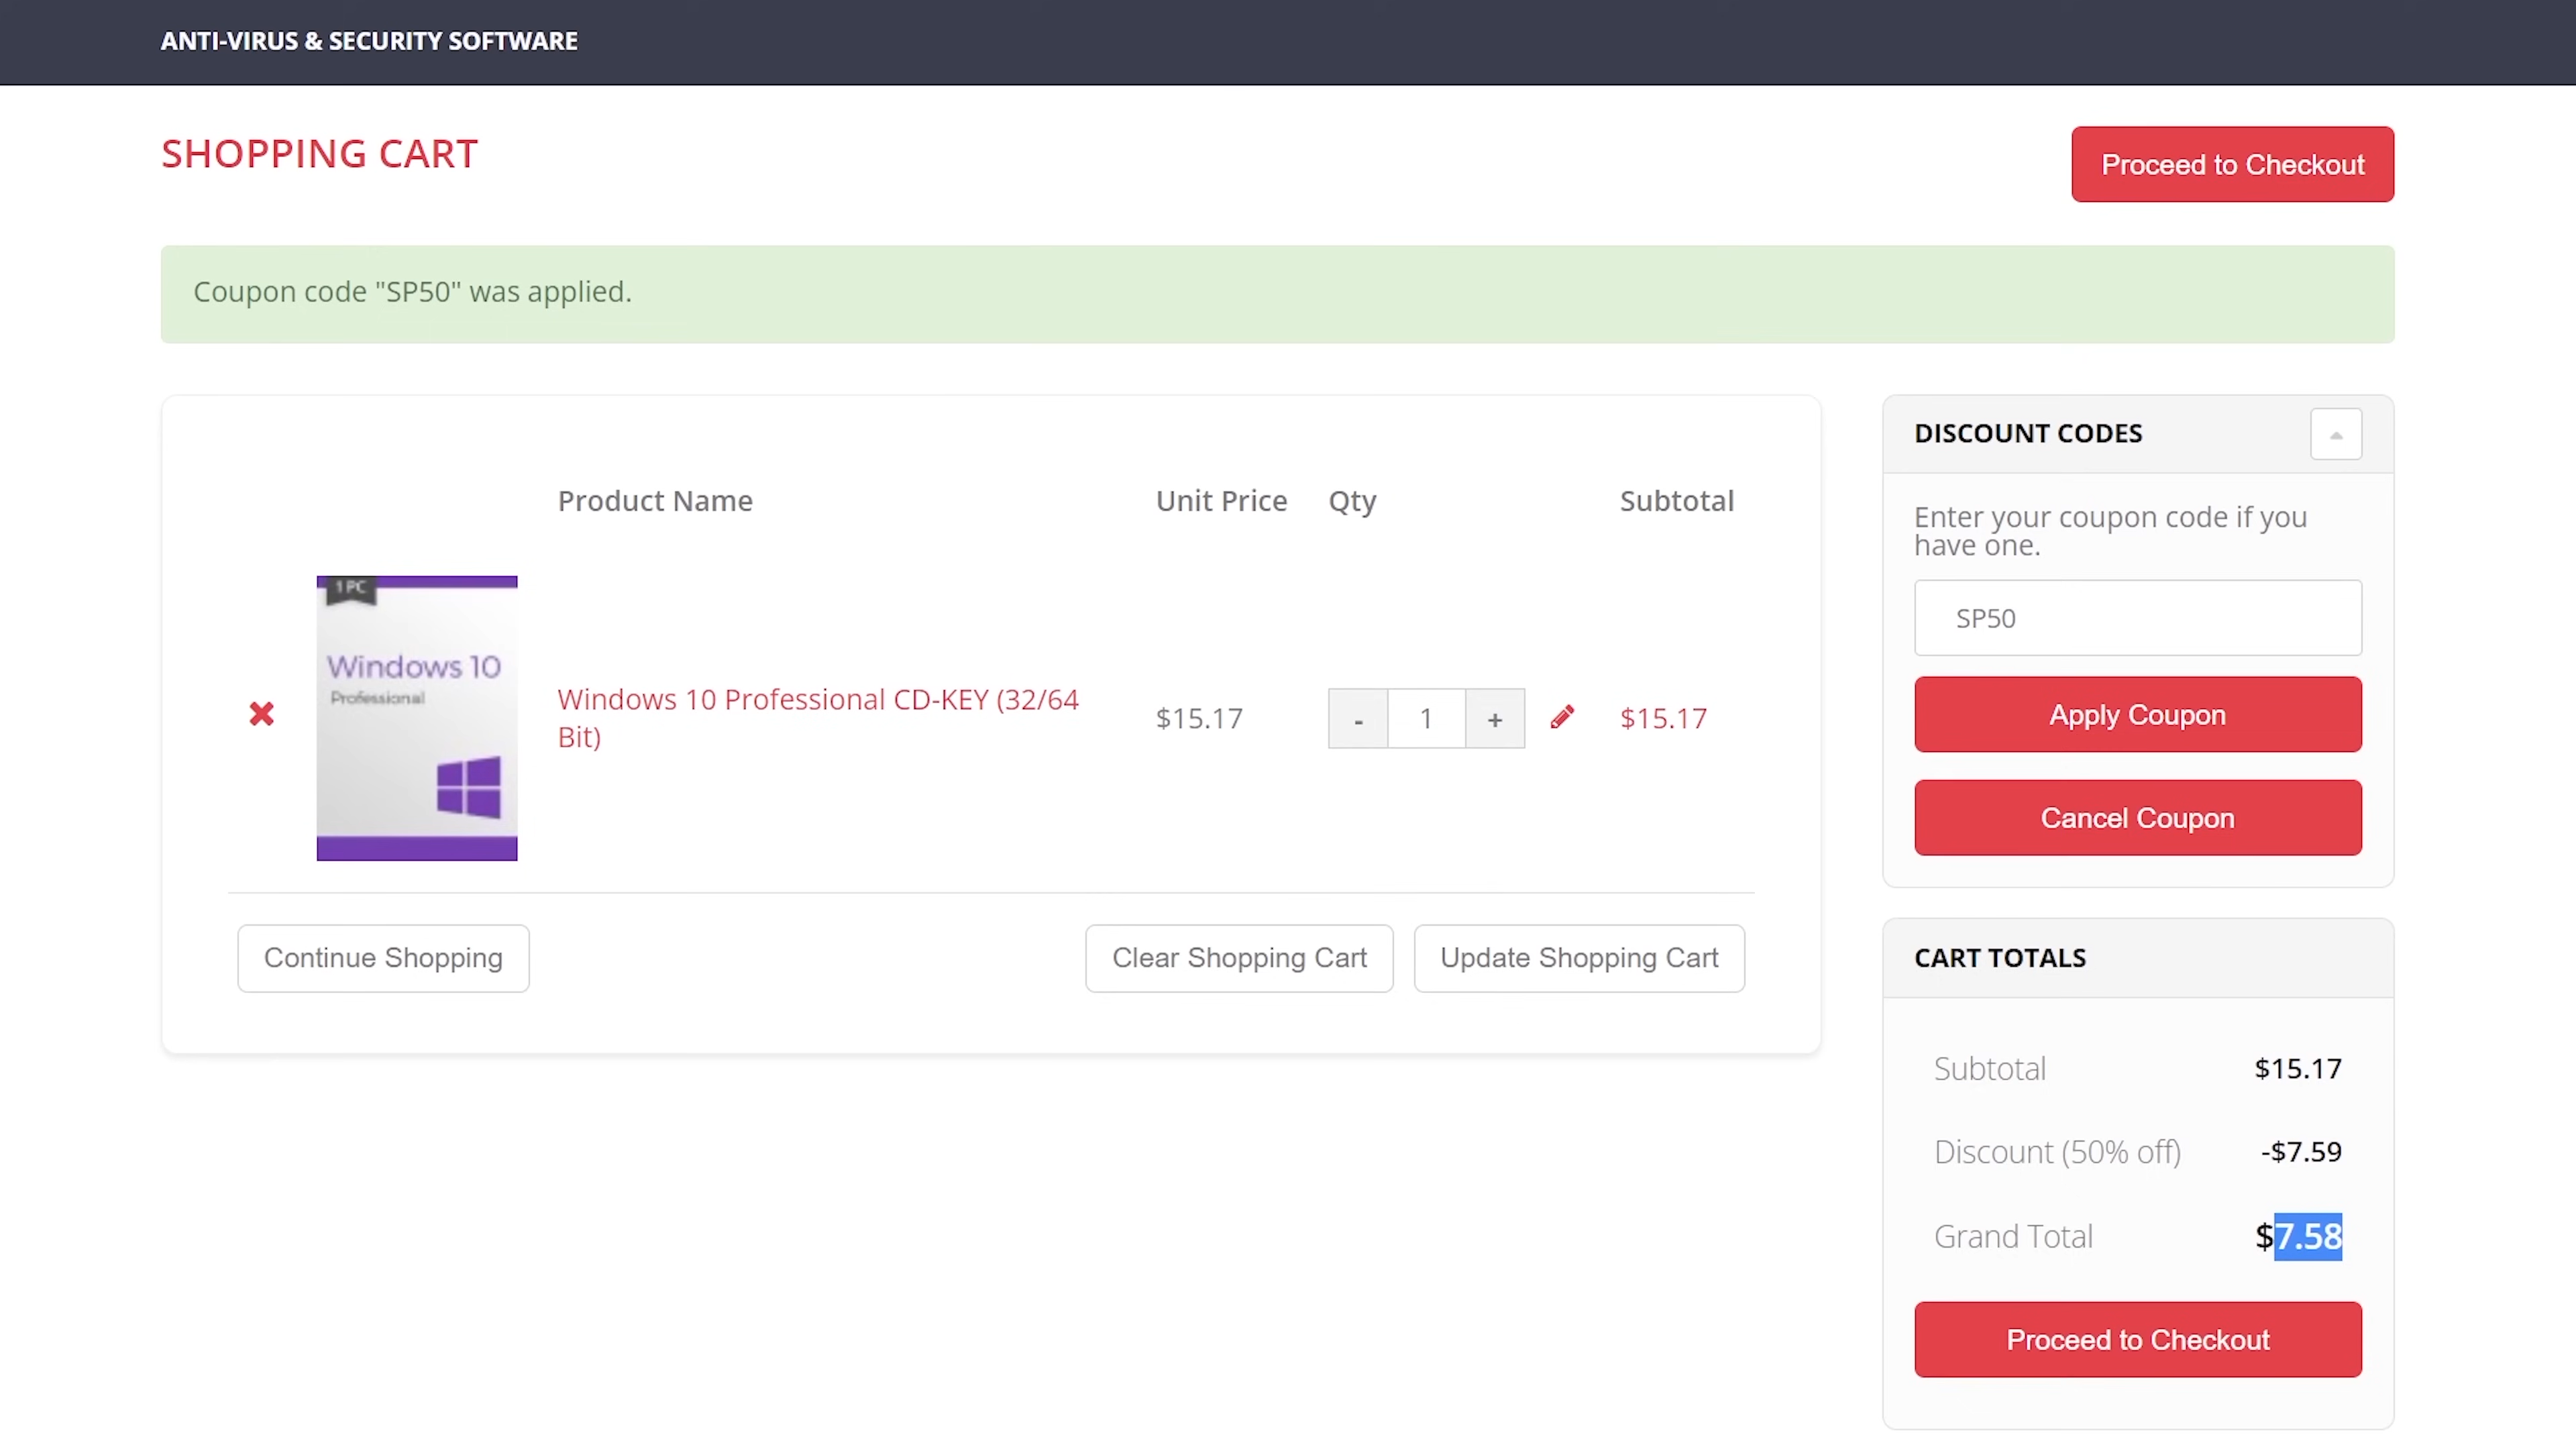 ANTI-VIRUS & SECURITY SOFTWARE
SHOPPING CART
Proceed to Checkout
Coupon code "SP50" was applied.
Product Name Unit Price Qty Subtotal
1 PC
Windows 10
Professional
Windows 10 Professional CD-KEY (32/64
Bit)
$15.17 - 1 + $15.17
Continue Shopping Clear Shopping Cart Update Shopping Cart
DISCOUNT CODES
Enter your coupon code if you
have one.
SP50
Apply Coupon
Cancel Coupon
CART TOTALS
Subtotal $15.17
Discount (50% off) -$7.59
Grand Total $7.58
Proceed to Checkout